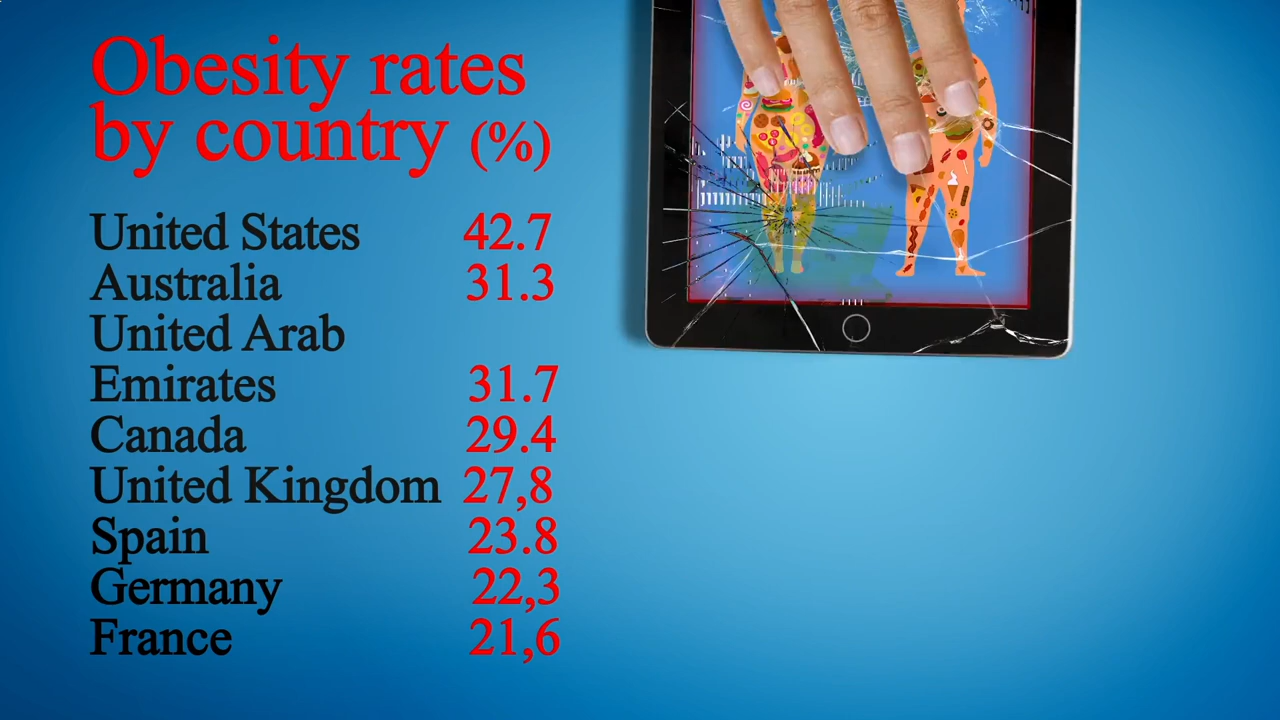 Obesity rates
by country (%)
United States 42.7
Australia 31.3
United Arab
Emirates 31.7
Canada 29.4
United Kingdom 27,8
Spain 23.8
Germany 22,3
France 21,6